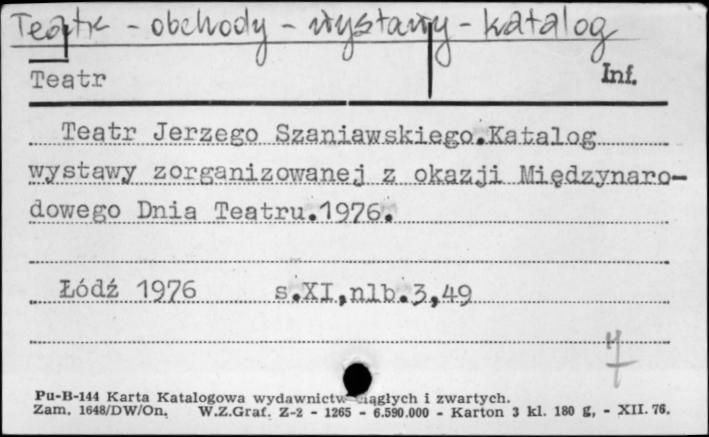 Teatr - obchody - wystawy - katalog
Teatr Inf.
Teatr Jerzego Szaniawskiego.Katalog
wystawy zorganizowanej z okazji Międzynaro-
dowego Dnia Teatru.1976.
Łódź 1976 s.XI,nlb.3,49
Pu-B-144 Karta Katalogowa wydawnictw ciągłych i zwartych.
Zam. 1648/DW/On. W.Z.Graf. Z-2 - 1265 - 6.590.000 - Karton 3 kl. 180 g, - XII. 76.